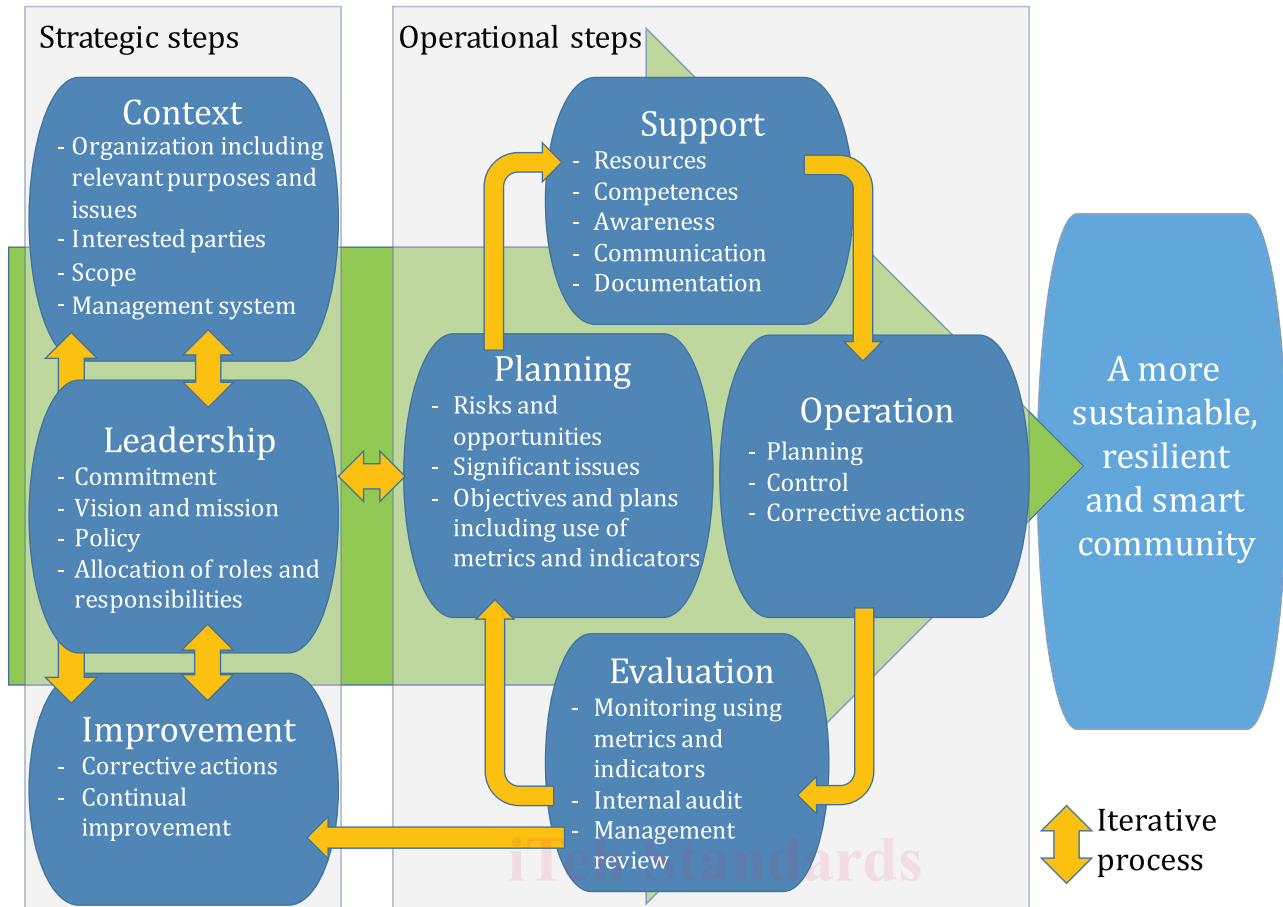 Strategic steps
Context
- Organization including
relevant purposes and
issues
- Interested parties
- Scope
- Management system
Leadership
- Commitment
- Vision and mission
- Policy
- Allocation of roles and
responsibilities
Improvement
- Corrective actions
- Continual
improvement
Operational steps
Support
- Resources
- Competences
- Awareness
- Communication
- Documentation
Planning
- Risks and
opportunities
- Significant issues
- Objectives and plans
including use of
metrics and indicators
Operation
- Planning
- Control
- Corrective actions
Evaluation
- Monitoring using
metrics and
indicators
- Internal audit
- Management
review
iTeh Standards
A more
sustainable,
resilient
and smart
community
Iterative
process